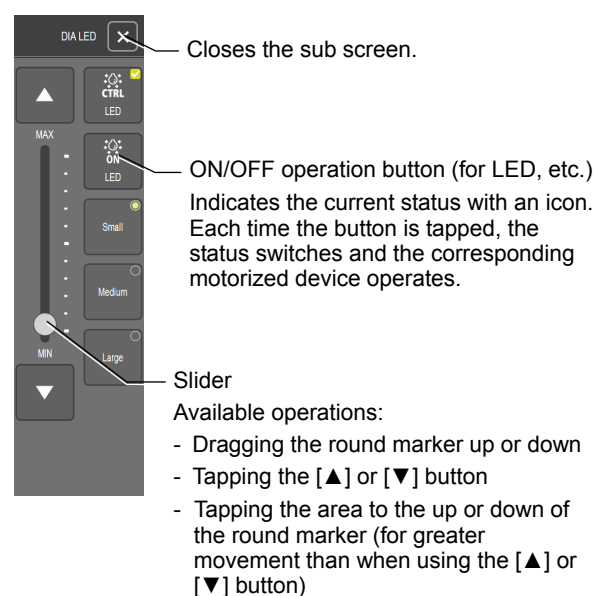 DIA LED
Closes the sub screen.
CTRL
LED
MAX
ON
LED
ON/OFF operation button (for LED, etc.)
Indicates the current status with an icon.
Each time the button is tapped, the
status switches and the corresponding
motorized device operates.
Small
Medium
MIN
Large
Slider
Available operations:
- Dragging the round marker up or down
- Tapping the [▲] or [▼] button
- Tapping the area to the up or down of
the round marker (for greater
movement than when using the [▲] or
[▼] button)